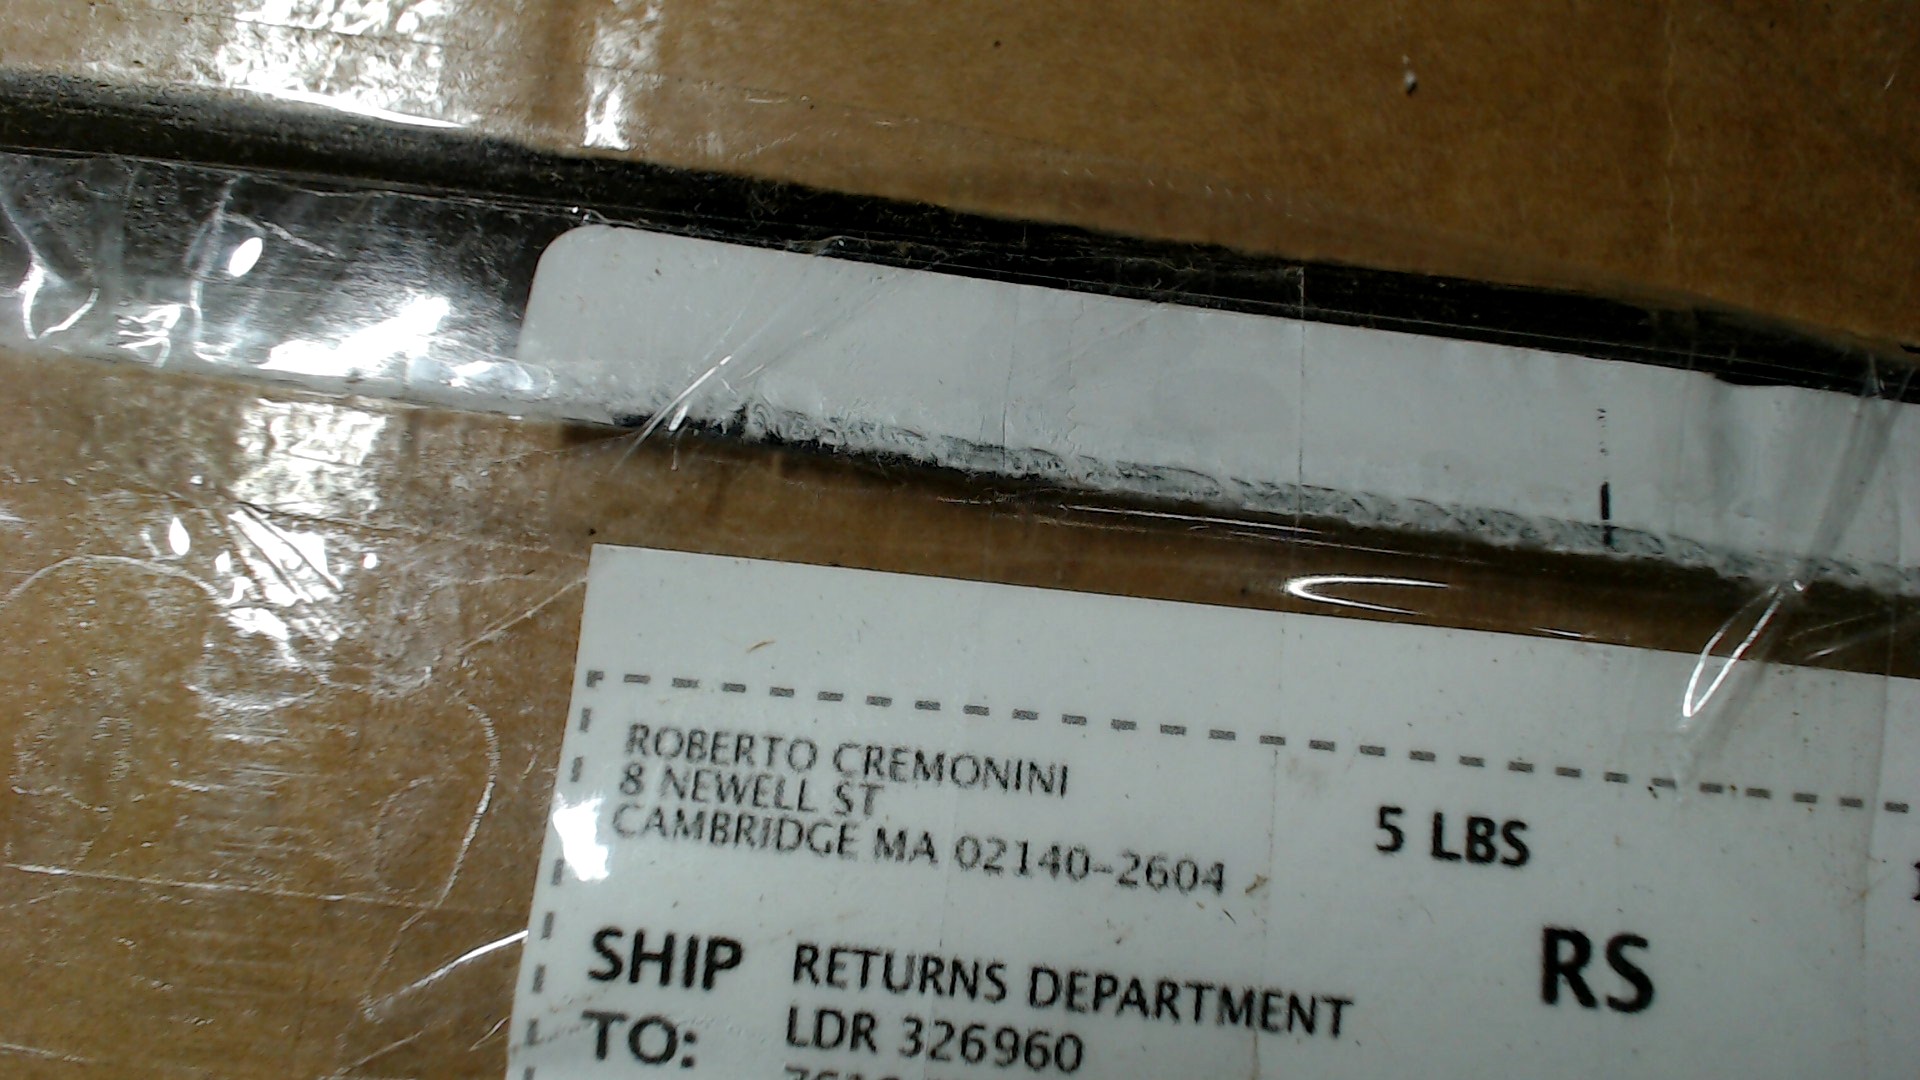 ROBERTO CREMONINI
8 NEWELL ST
CAMBRIDGE MA 02140-2604
5 LBS
RS
SHIP TO:
RETURNS DEPARTMENT
LDR 326960